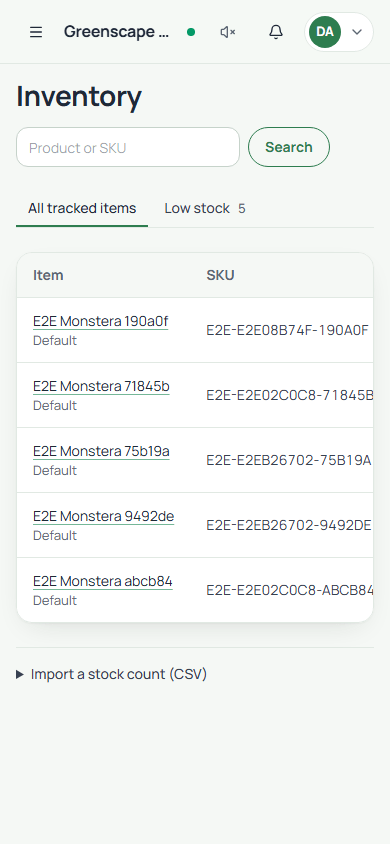 Greenscape ...
DA
Inventory
Product or SKU
Search
All tracked items
Low stock 5
Item SKU
E2E Monstera 190a0f
Default
E2E-E2E08B74F-190A0F
E2E Monstera 71845b
Default
E2E-E2E02C0C8-71845B
E2E Monstera 75b19a
Default
E2E-E2EB26702-75B19A
E2E Monstera 9492de
Default
E2E-E2EB26702-9492DE
E2E Monstera abcb84
Default
E2E-E2E02C0C8-ABCB84
Import a stock count (CSV)